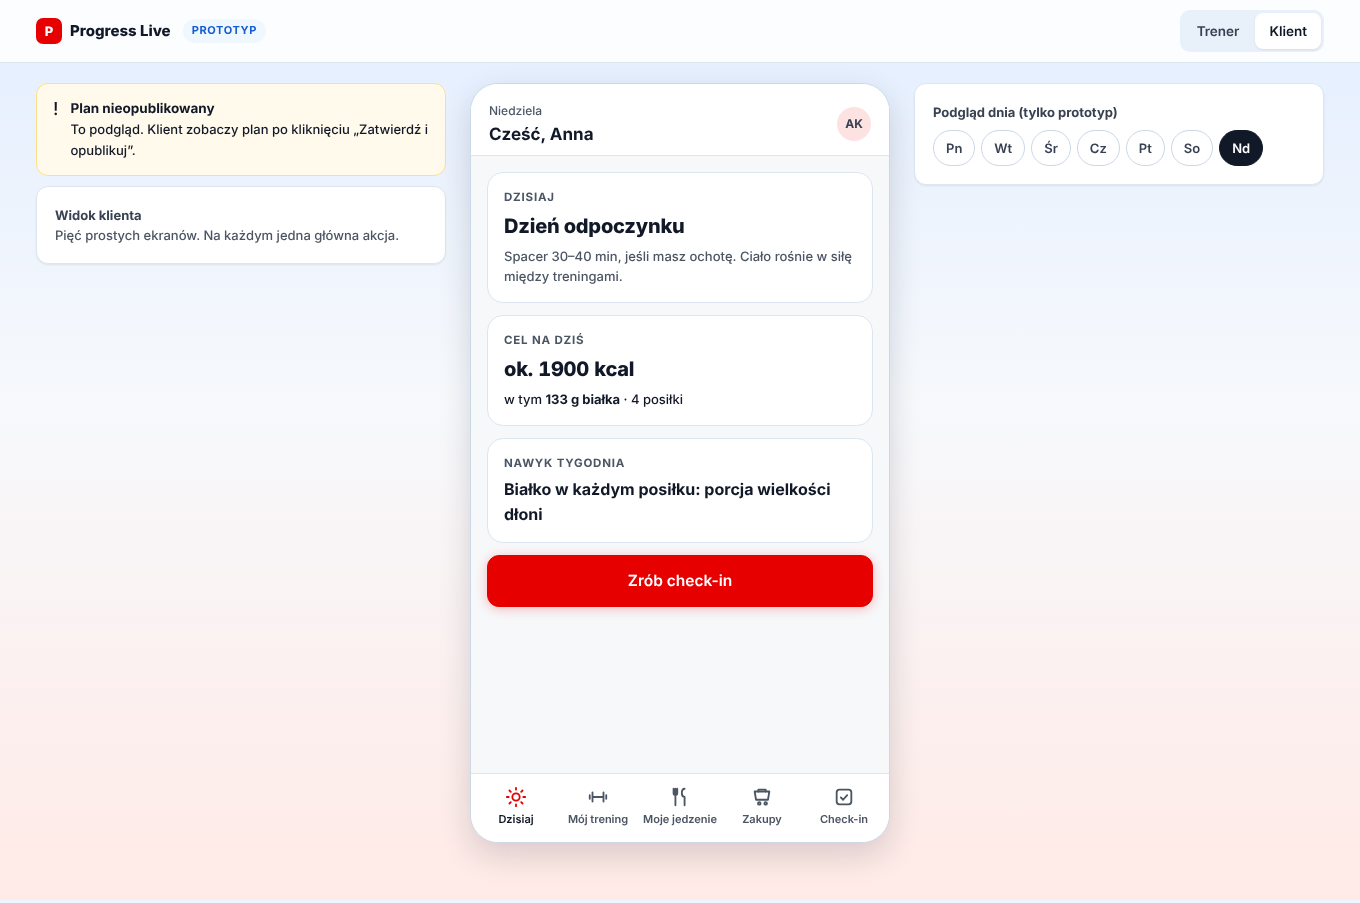 P Progress Live PROTOTYP
Trener Klient
! Plan nieopublikowany
To podgląd. Klient zobaczy plan po kliknięciu „Zatwierdź i
opublikuj”.
Widok klienta
Pięć prostych ekranów. Na każdym jedna główna akcja.
Niedziela
Cześć, Anna
AK
DZISIAJ
Dzień odpoczynku
Spacer 30–40 min, jeśli masz ochotę. Ciało rośnie w siłę
między treningami.
CEL NA DZIŚ
ok. 1900 kcal
w tym 133 g białka · 4 posiłki
NAWYK TYGODNIA
Białko w każdym posiłku: porcja wielkości
dłoni
Zrób check-in
Dzisiaj Mój trening Moje jedzenie Zakupy Check-in
Podgląd dnia (tylko prototyp)
Pn Wt Śr Cz Pt So Nd